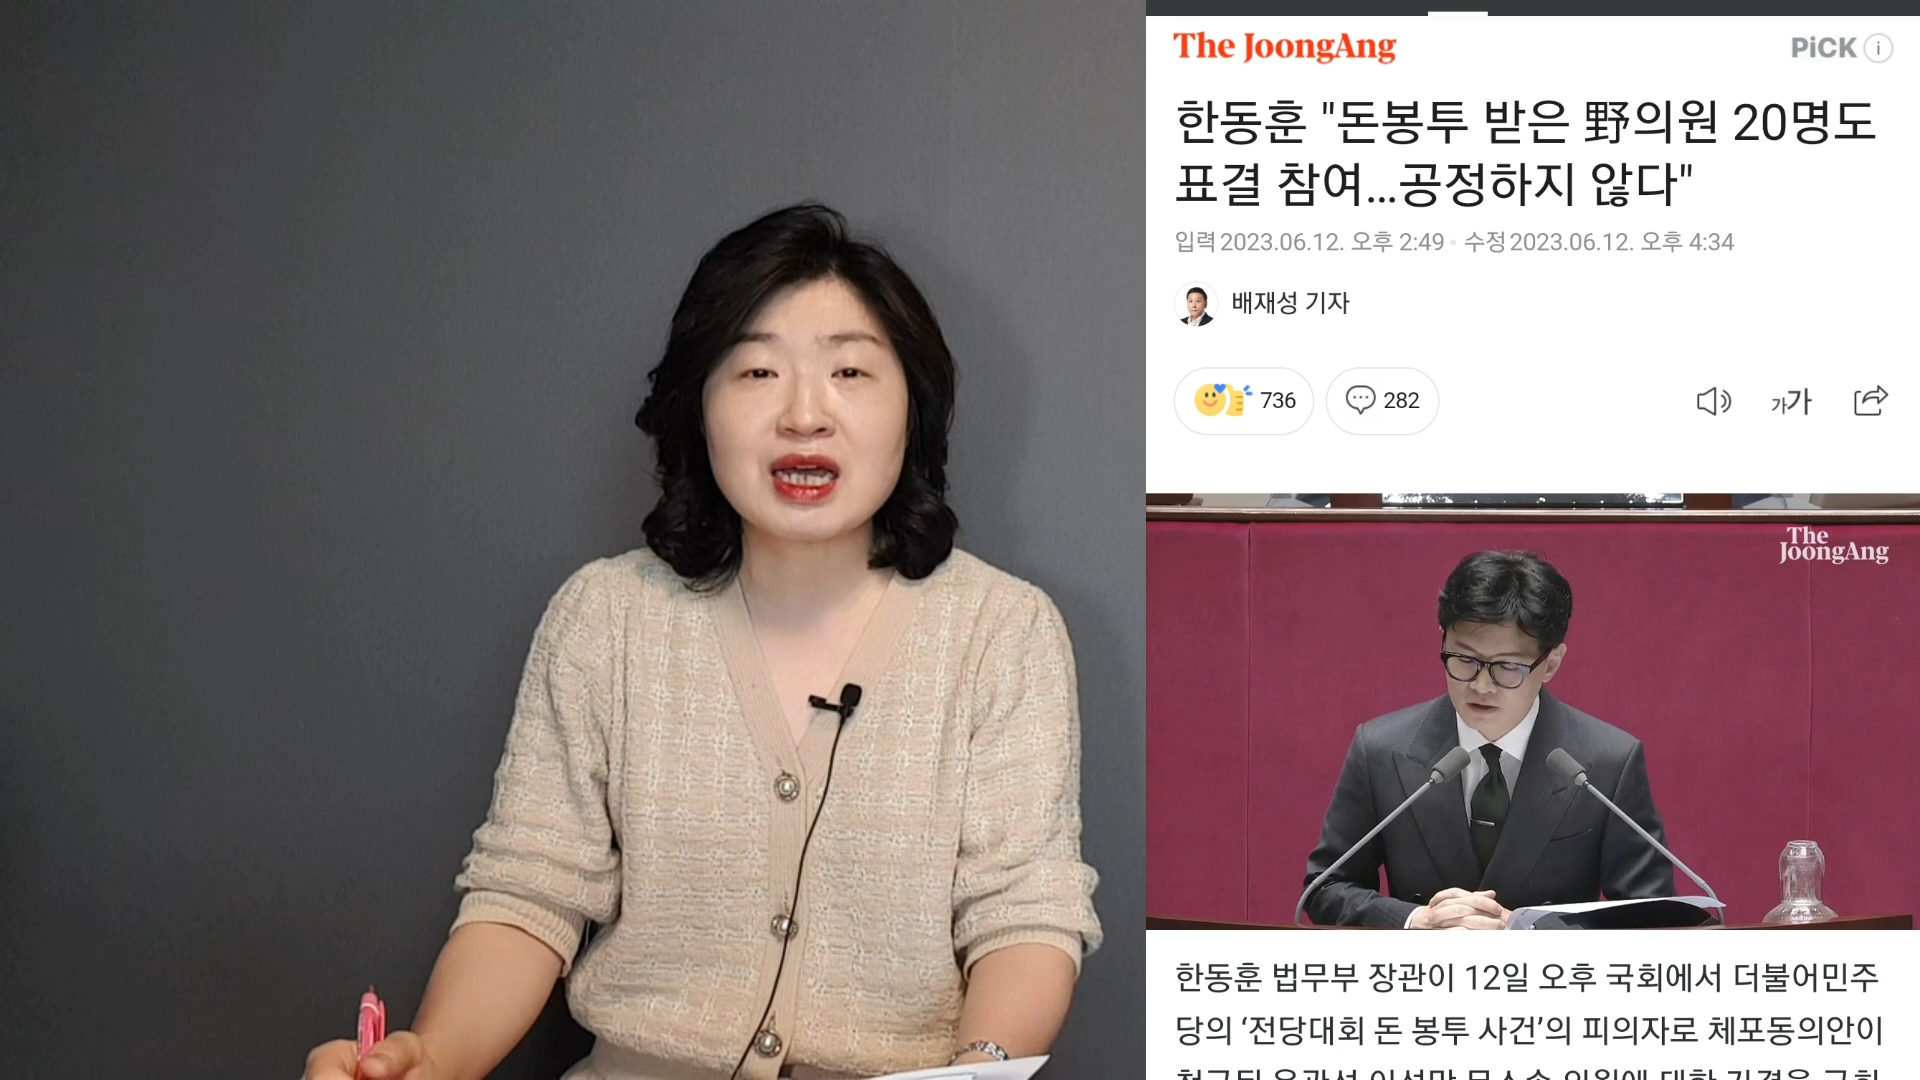 The JoongAng
PiCK i
한동훈 "돈봉투 받은 野의원 20명도
표결 참여...공정하지 않다"
입력 2023.06.12. 오후 2:49 · 수정 2023.06.12. 오후 4:34
배재성 기자
736
282
가가
The
JoongAng
한동훈 법무부 장관이 12일 오후 국회에서 더불어민주
당의 ‘전당대회 돈 봉투 사건’의 피의자로 체포동의안이